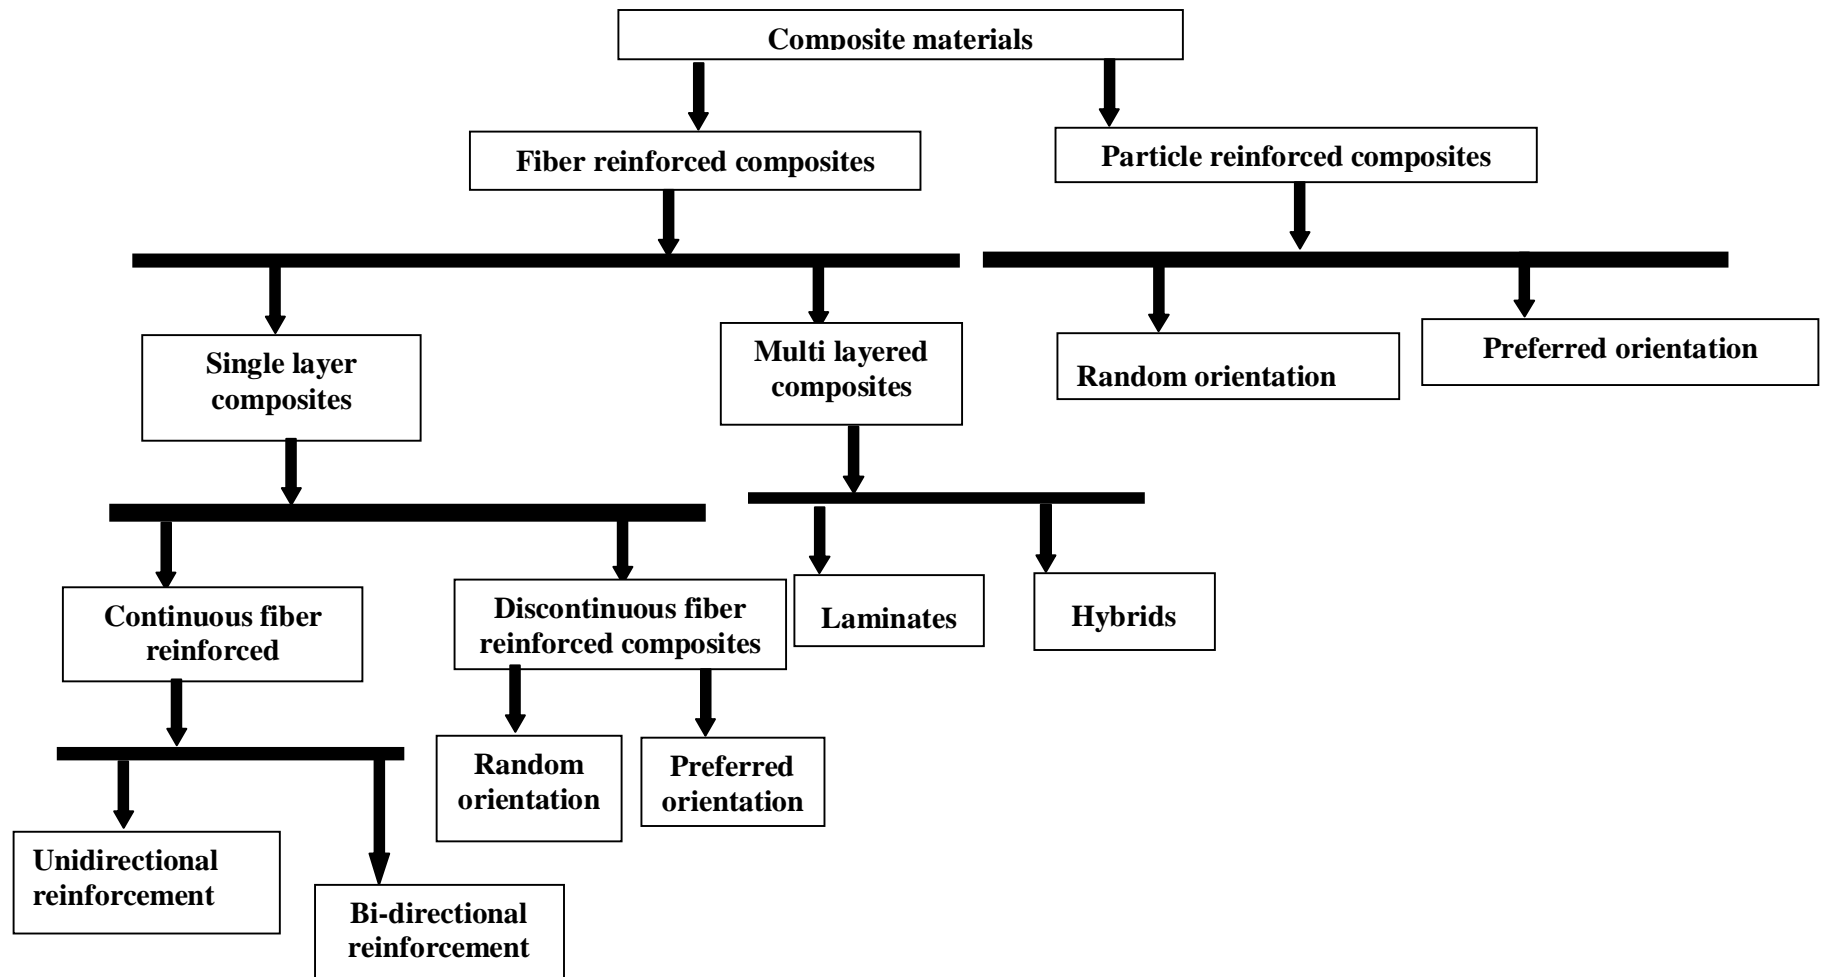 Composite materials
Fiber reinforced composites
Particle reinforced composites
Single layer
composites
Multi layered
composites
Random orientation
Preferred orientation
Continuous fiber
reinforced
Discontinuous fiber
reinforced composites
Laminates
Hybrids
Random
orientation
Preferred
orientation
Unidirectional
reinforcement
Bi-directional
reinforcement